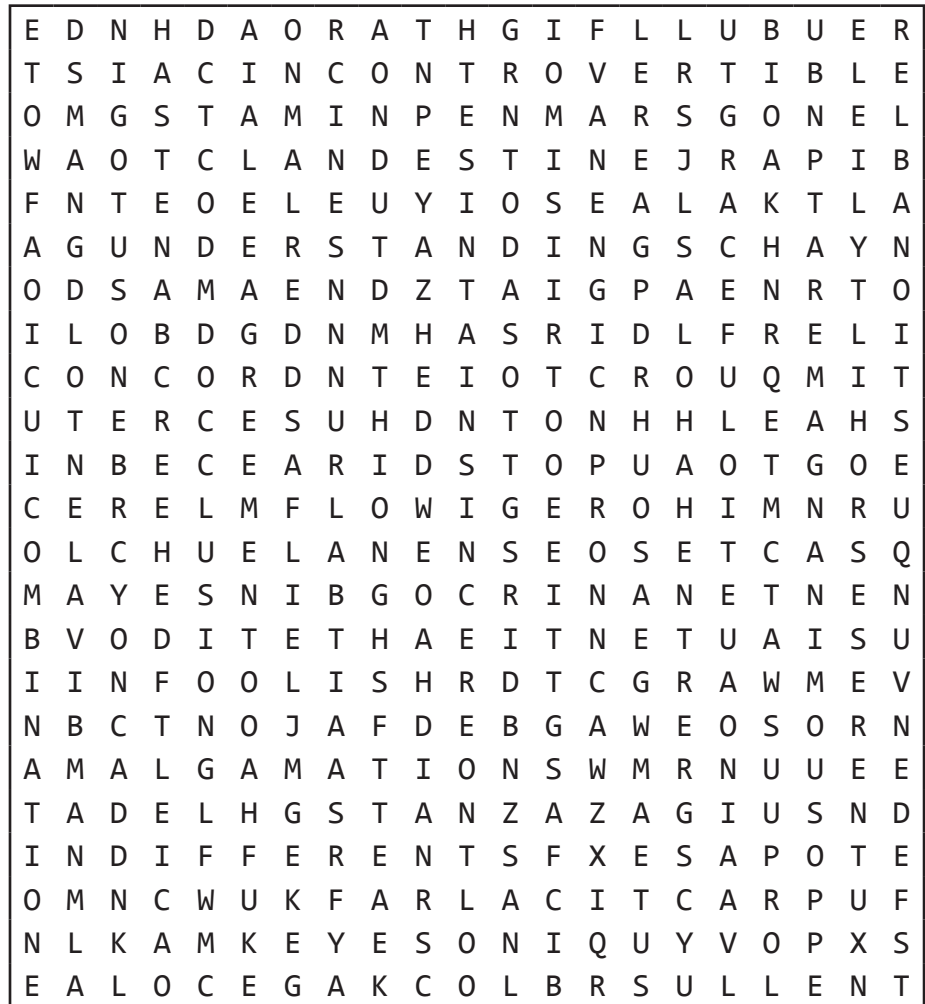 E D N H D A O R A T H G I F L L U B U E R
T S I A C I N C O N T R O V E R T I B L E
O M G S T A M I N P E N M A R S G O N E L
W A O T C L A N D E S T I N E J R A P I B
F N T E O E L E U Y I O S E A L A K T L A
A G U N D E R S T A N D I N G S C H A Y N
O D S A M A E N D Z T A I G P A E N R T O
I L O B D G D N M H A S R I D L F R E L I
C O N C O R D N T E I O T C R O U Q M I T
U T E R C E S U H D N T O N H H L E A H S
I N B E C E A R I D S T O P U A O T G O E
C E R E L M F L O W I G E R O H I M N R U
O L C H U E L A N E N S E O S E T C A S Q
M A Y E S N I B G O C R I N A N E T N E N
B V O D I T E T H A E I T N E T U A I S U
I I N F O O L I S H R D T C G R A W M E V
N B C T N O J A F D E B G A W E O S O R N
A M A L G A M A T I O N S W M R N U U E E
T A D E L H G S T A N Z A Z A G I U S N D
I N D I F F E R E N T S F X E S A P O T E
O M N C W U K F A R L A C I T C A R P U F
N L K A M K E Y E S O N I Q U Y V O P X S
E A L O C E G A K C O L B R S U L L E N T